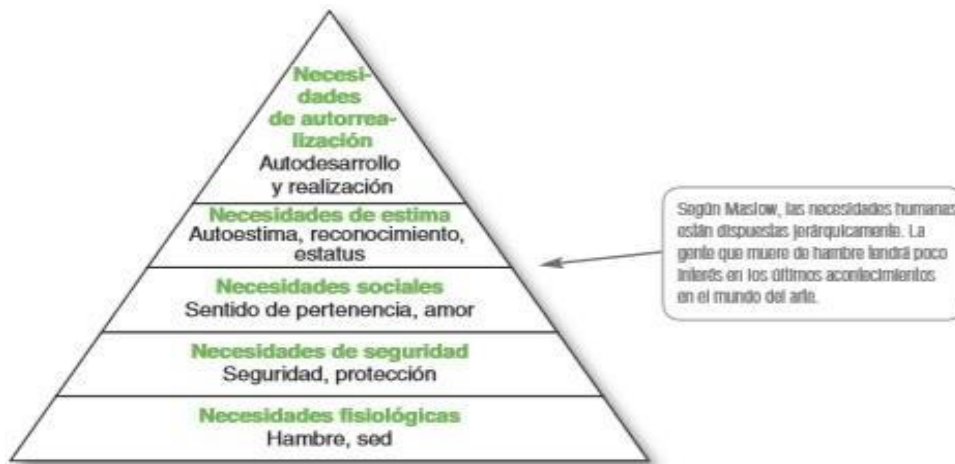 Necesi-
dades
de autorrea-
lización
Autodesarrollo
y realización
Necesidades de estima
Autoestima, reconocimiento,
estatus
Necesidades sociales
Sentido de pertenencia, amor
Necesidades de seguridad
Seguridad, protección
Necesidades fisiológicas
Hambre, sed
Según Maslow, las necesidades humanas
están dispuestas jerárquicamente. La
gente que muere de hambre tendrá poco
interés en los últimos acontecimientos
en el mundo del arte.